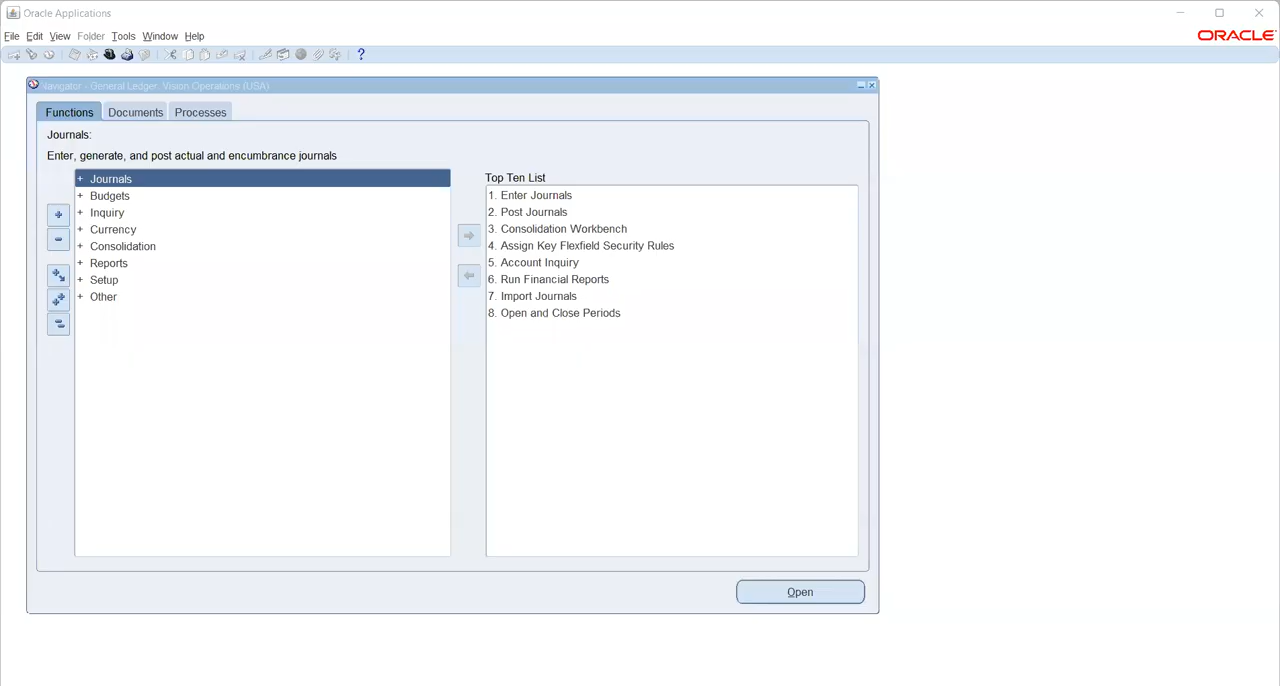 Oracle Applications
File Edit View Folder Tools Window Help
ORACLE
?
Navigator - General Ledger, Vision Operations (USA)
Functions Documents Processes
Journals:
Enter, generate, and post actual and encumbrance journals
+ Journals
+ Budgets
+ Inquiry
+ Currency
+ Consolidation
+ Reports
+ Setup
+ Other
Top Ten List
1. Enter Journals
2. Post Journals
3. Consolidation Workbench
4. Assign Key Flexfield Security Rules
5. Account Inquiry
6. Run Financial Reports
7. Import Journals
8. Open and Close Periods
Open